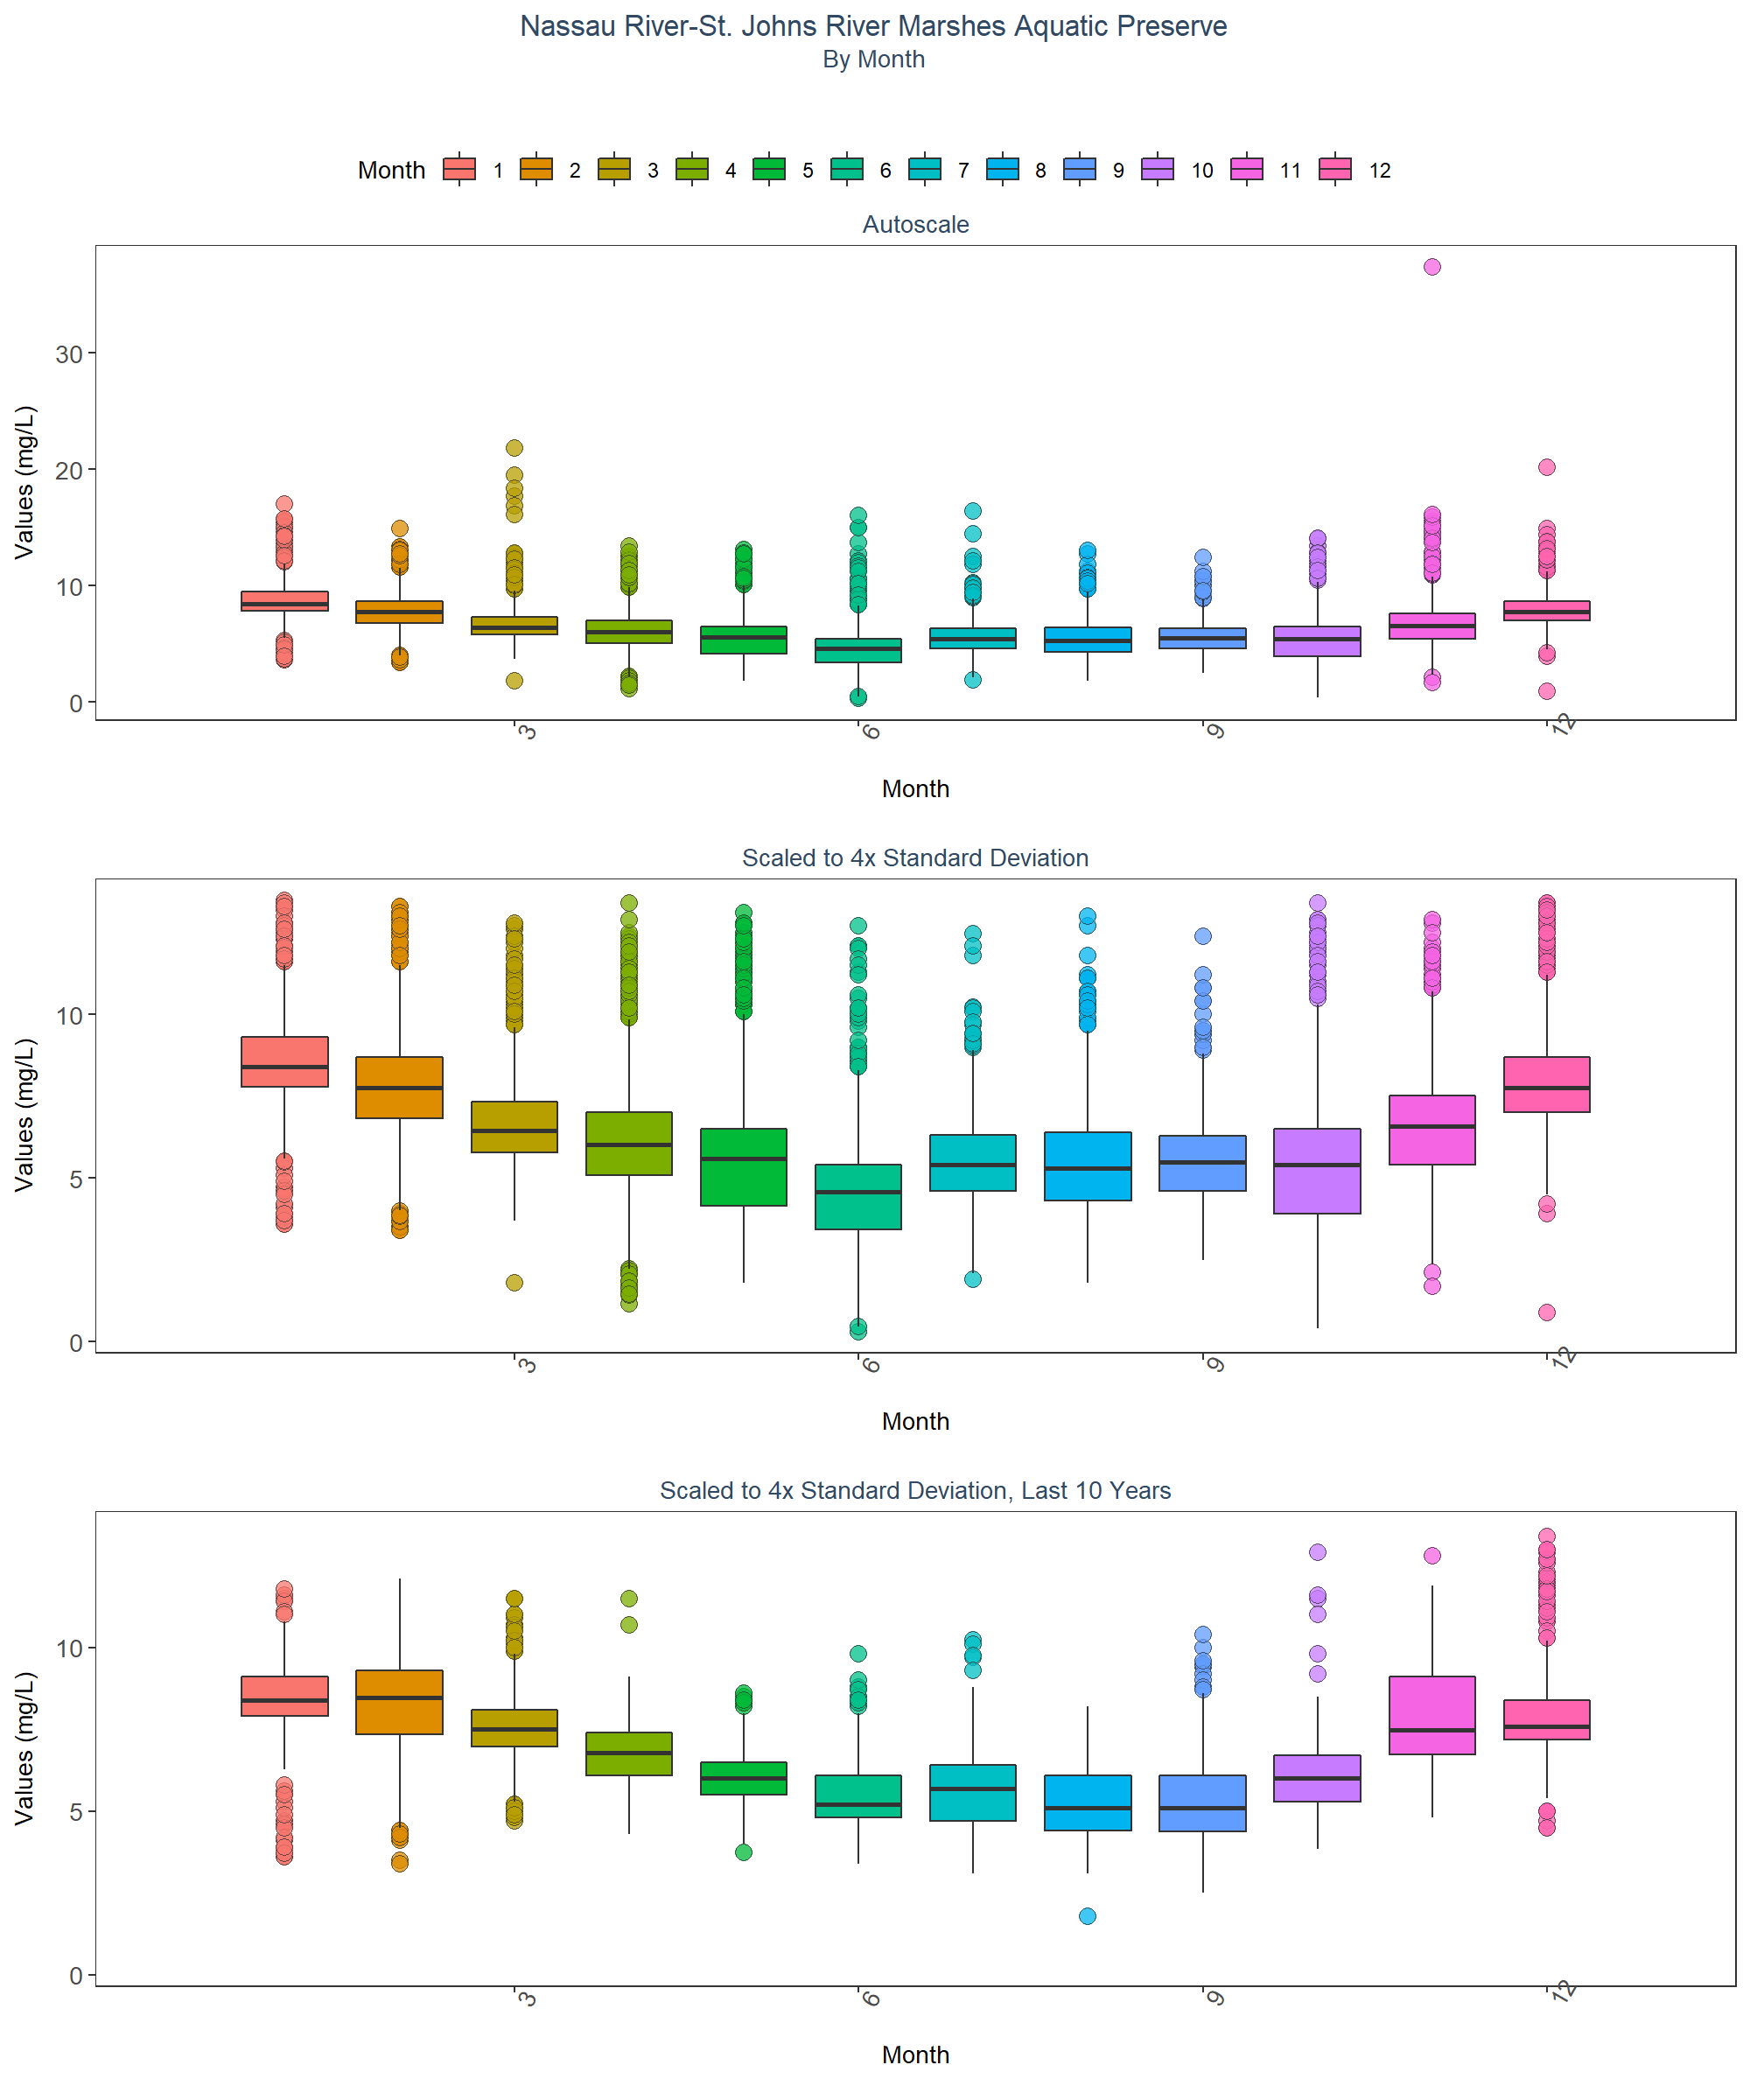 Nassau River-St. Johns River Marshes Aquatic Preserve
By Month
Month 1 2 3 4 5 6 7 8 9 10 11 12
Autoscale
Values (mg/L)
30
20
10
0
3 6 9 12
Month
Scaled to 4x Standard Deviation
Values (mg/L)
10
5
0
3 6 9 12
Month
Scaled to 4x Standard Deviation, Last 10 Years
Values (mg/L)
10
5
0
3 6 9 12
Month